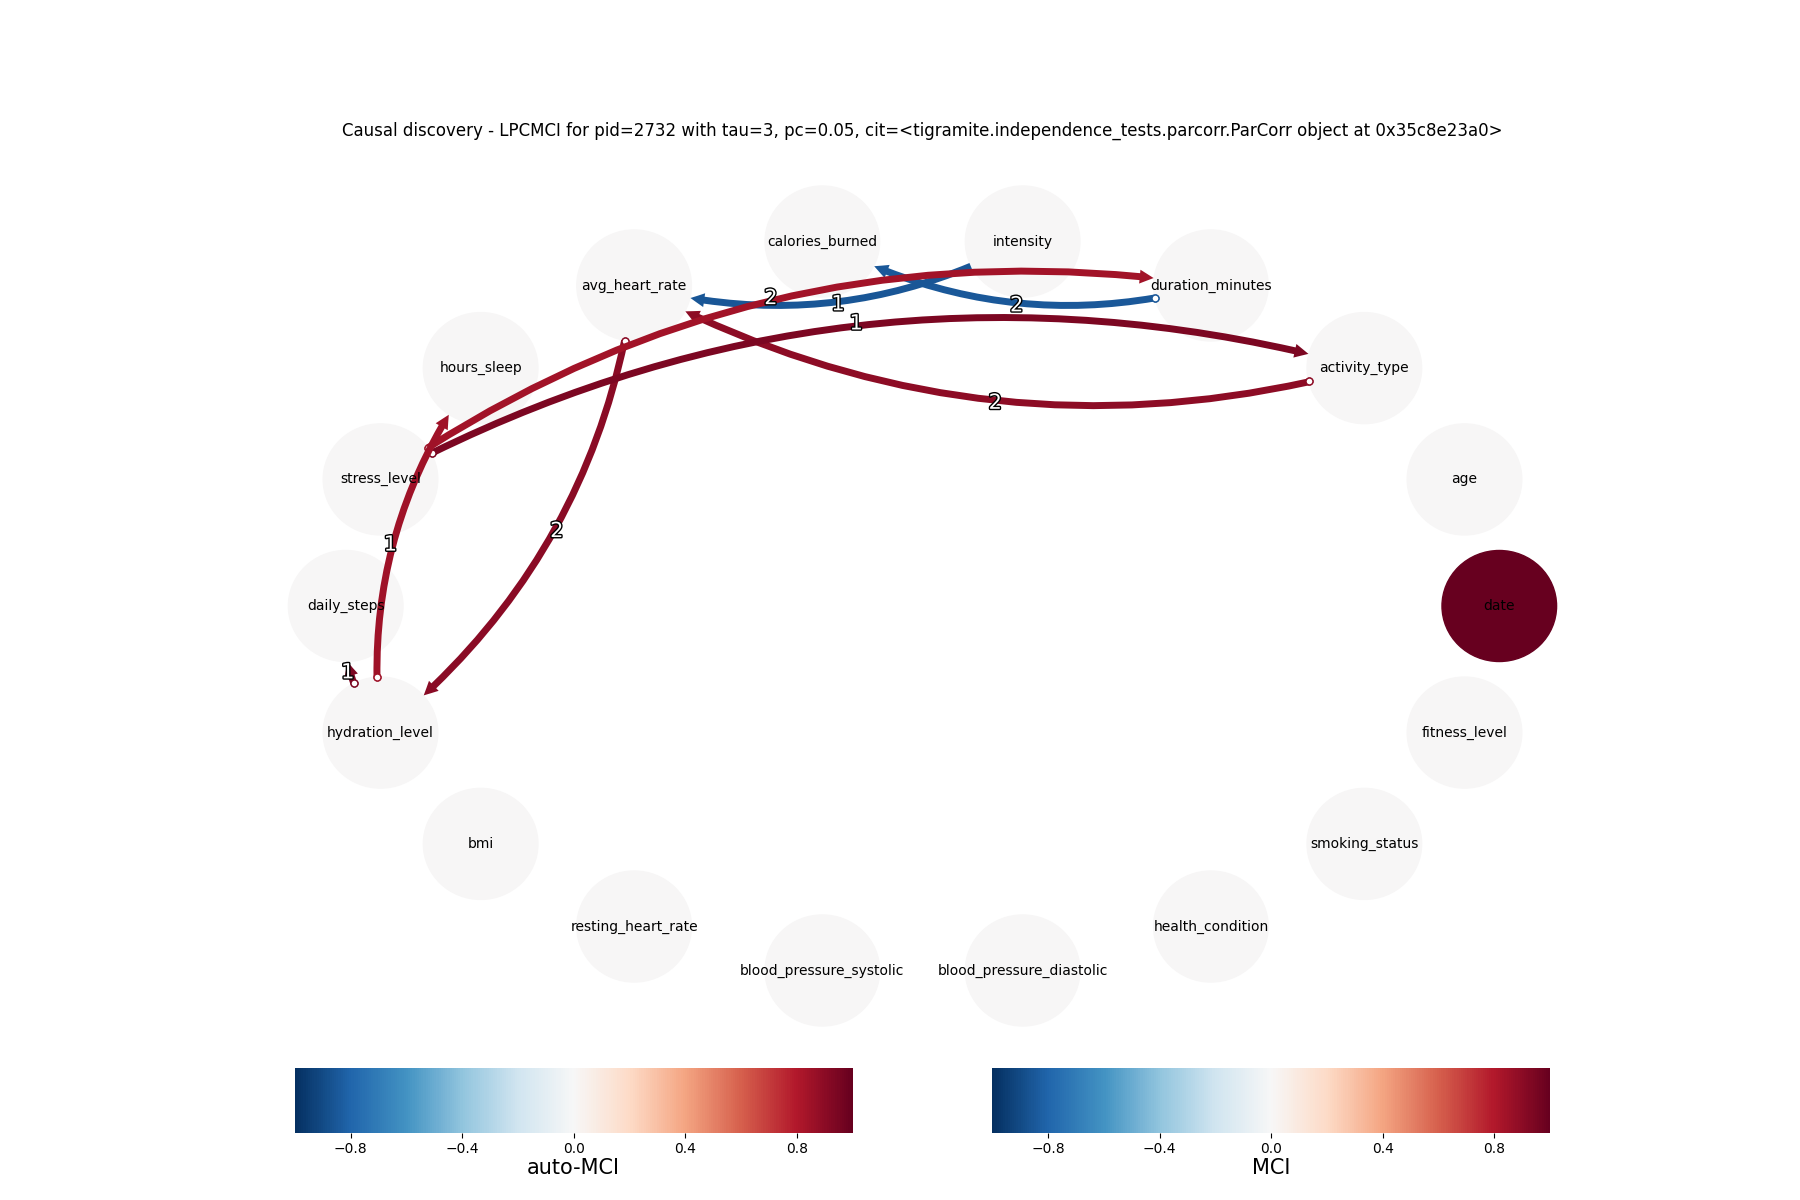 Causal discovery - LPCMCI for pid=2732 with tau=3, pc=0.05, cit=<tigramite.independence_tests.parcorr.ParCorr object at 0x35c8e23a0>
calories_burned
intensity
avg_heart_rate
duration_minutes
2
1
2
1
hours_sleep
activity_type
2
stress_level
age
2
1
daily_steps
date
1
hydration_level
fitness_level
bmi
smoking_status
resting_heart_rate
health_condition
blood_pressure_systolic
blood_pressure_diastolic
−0.8 −0.4 0.0 0.4 0.8
auto-MCI
−0.8 −0.4 0.0 0.4 0.8
MCI